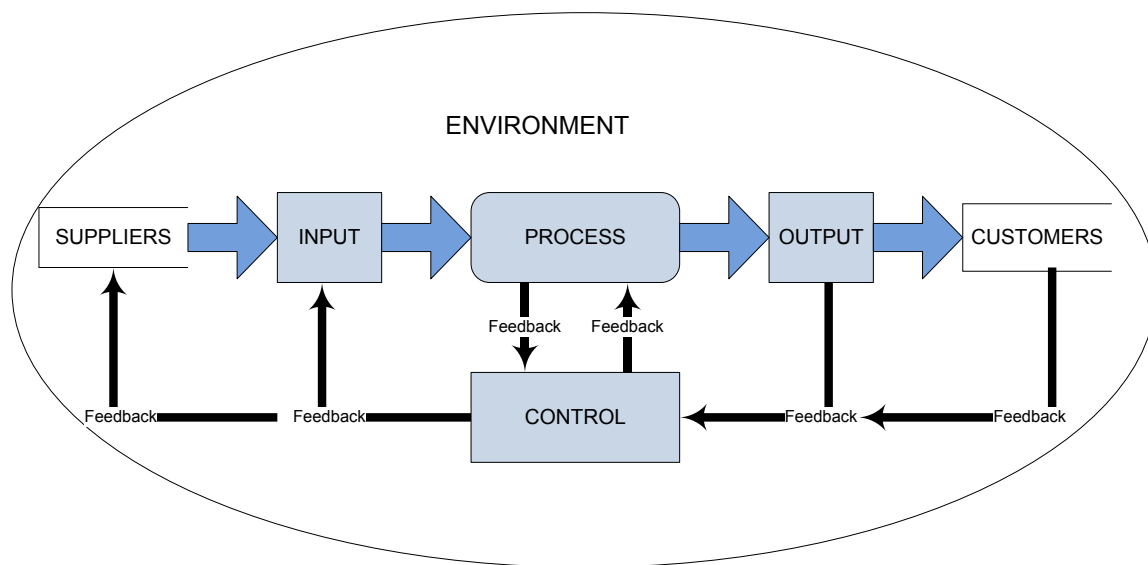 ENVIRONMENT
SUPPLIERS
INPUT
PROCESS
OUTPUT
CUSTOMERS
Feedback
Feedback
Feedback
Feedback
CONTROL
Feedback
Feedback